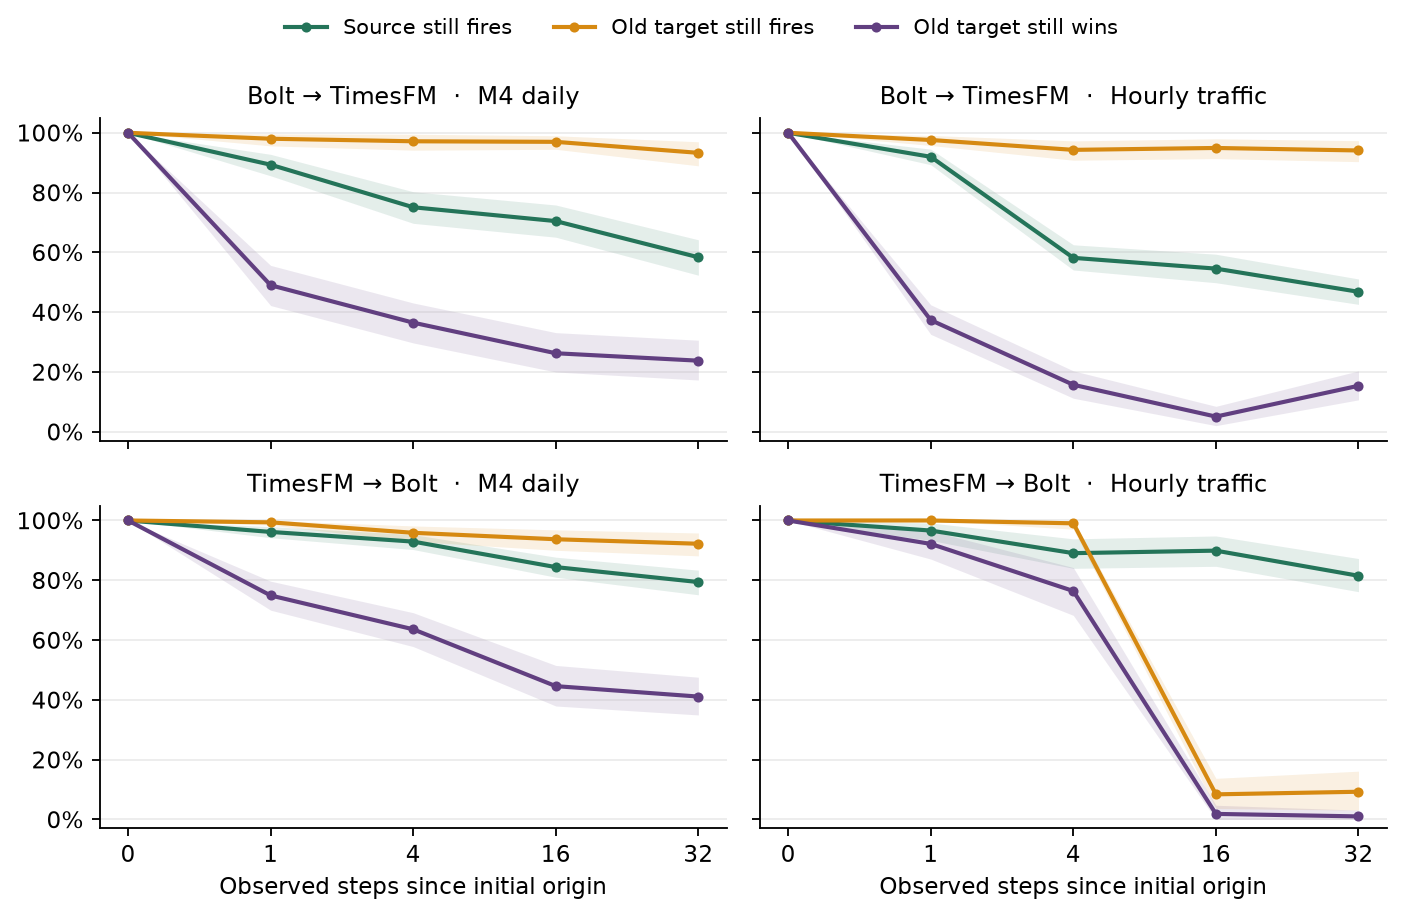 Source still fires Old target still fires Old target still wins
Bolt → TimesFM · M4 daily
Bolt → TimesFM · Hourly traffic
100%
80%
60%
40%
20%
0%
TimesFM → Bolt · M4 daily
TimesFM → Bolt · Hourly traffic
100%
80%
60%
40%
20%
0%
0 1 4 16 32
0 1 4 16 32
Observed steps since initial origin
Observed steps since initial origin